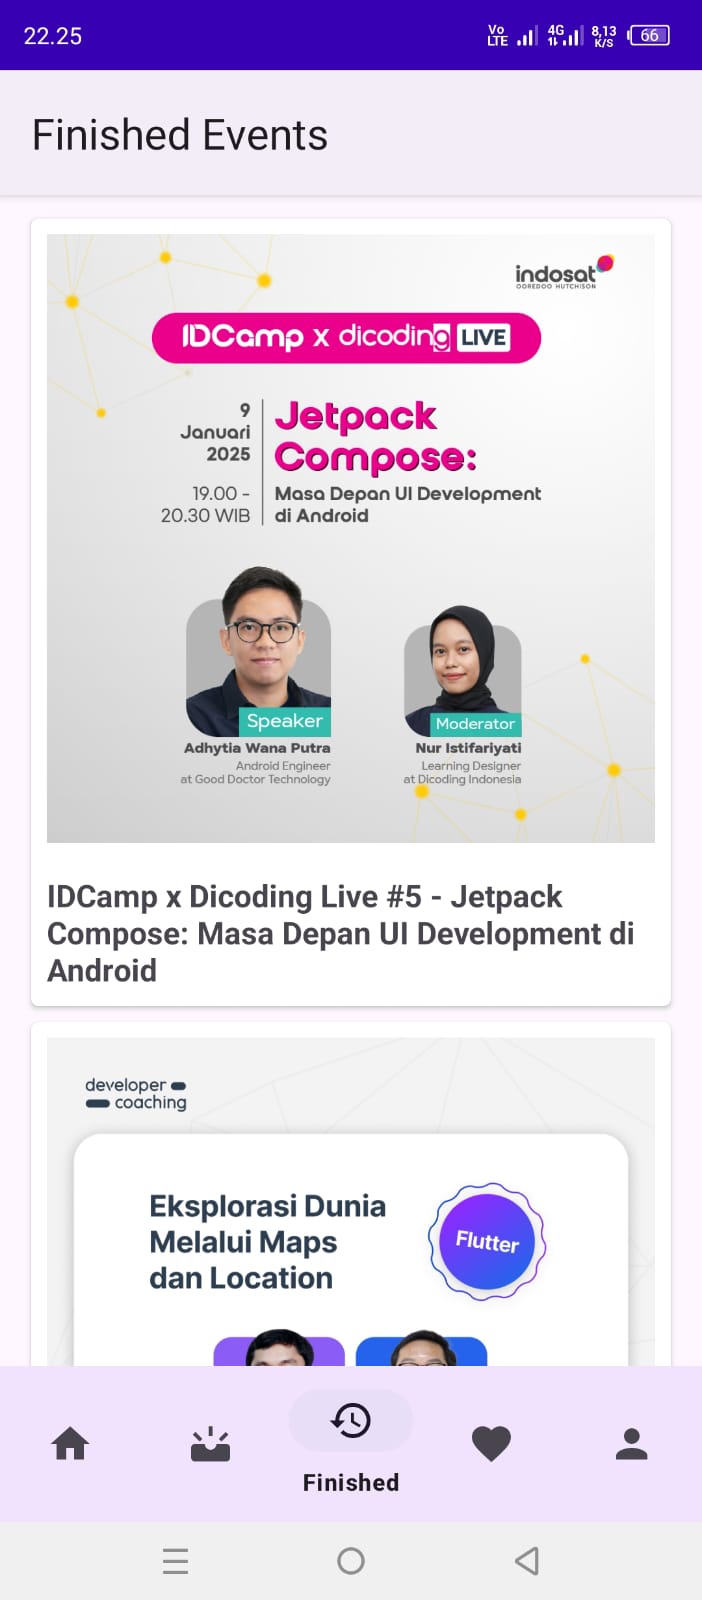 22.25
Vo LTE 4G 8,13 K/S 66
Finished Events
indosat
OOREDOO HUTCHISON
IDCamp x dicoding LIVE
9
Januari
2025
19.00 -
20.30 WIB
Jetpack
Compose:
Masa Depan UI Development
di Android
Speaker
Adhytia Wana Putra
Android Engineer
at Good Doctor Technology
Moderator
Nur Istifariyati
Learning Designer
at Dicoding Indonesia
IDCamp x Dicoding Live #5 - Jetpack
Compose: Masa Depan UI Development di
Android
developer
coaching
Eksplorasi Dunia
Melalui Maps
dan Location
Flutter
Finished